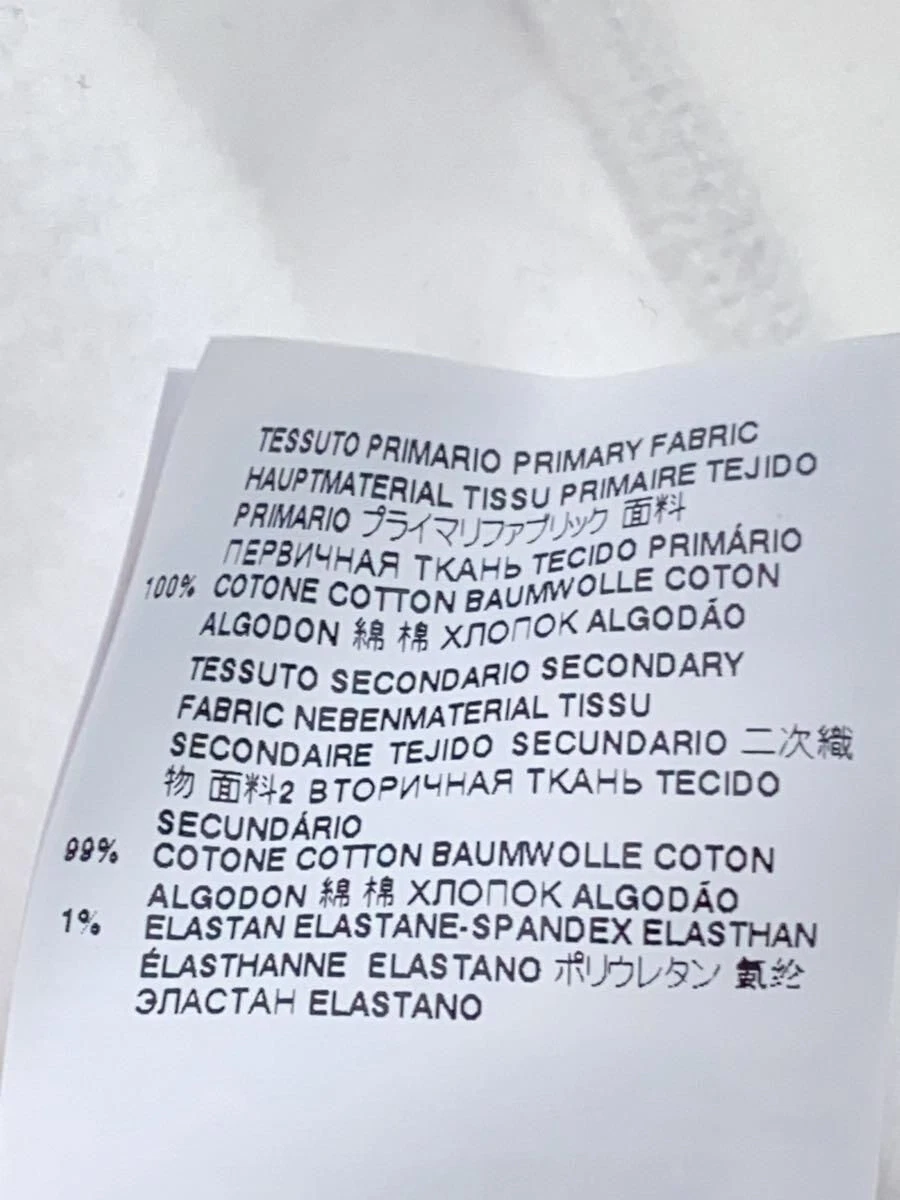 TESSUTO PRIMARIO PRIMARY FABRIC
HAUPTMATERIAL TISSU PRIMAIRE TEJIDO
PRIMARIO プライマリファブリック 面料
ПЕРВИЧНАЯ ТКАНЬ TECIDO PRIMÁRIO
100% COTONE COTTON BAUMWOLLE COTON
ALGODON 綿 棉 ХЛОПОК ALGODÃO
TESSUTO SECONDARIO SECONDARY
FABRIC NEBENMATERIAL TISSU
SECONDAIRE TEJIDO SECUNDARIO 二次織
物 面料2 ВТОРИЧНАЯ ТКАНЬ TECIDO
SECUNDÁRIO
99% COTONE COTTON BAUMWOLLE COTON
ALGODON 綿 棉 ХЛОПОК ALGODÃO
1% ELASTAN ELASTANE-SPANDEX ELASTHAN
ÉLASTHANNE ELASTANO ポリウレタン 氨纶
ЭЛАСТАН ELASTANO